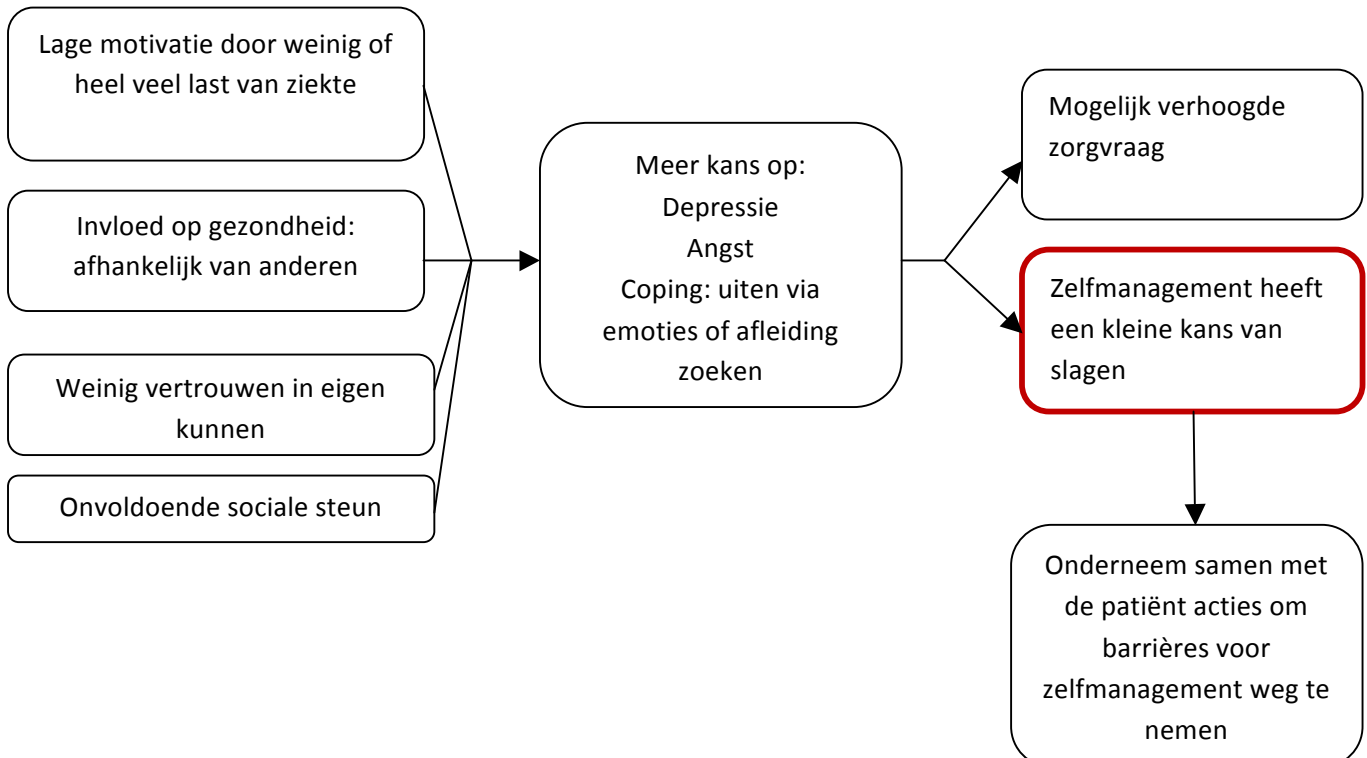 Lage motivatie door weinig of
heel veel last van ziekte
Invloed op gezondheid:
afhankelijk van anderen
Weinig vertrouwen in eigen
kunnen
Onvoldoende sociale steun
Meer kans op:
Depressie
Angst
Coping: uiten via
emoties of afleiding
zoeken
Mogelijk verhoogde
zorgvraag
Zelfmanagement heeft
een kleine kans van
slagen
Onderneem samen met
de patiënt acties om
barrières voor
zelfmanagement weg te
nemen